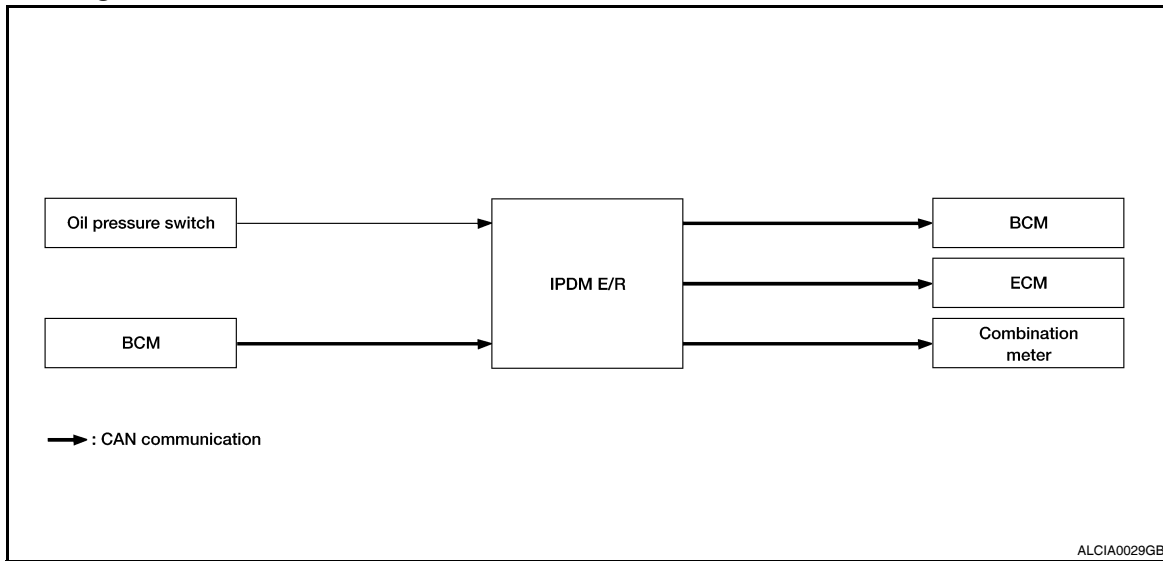 Oil pressure switch
BCM
IPDM E/R
BCM
ECM
Combination
meter
: CAN communication
ALCIA0029GB